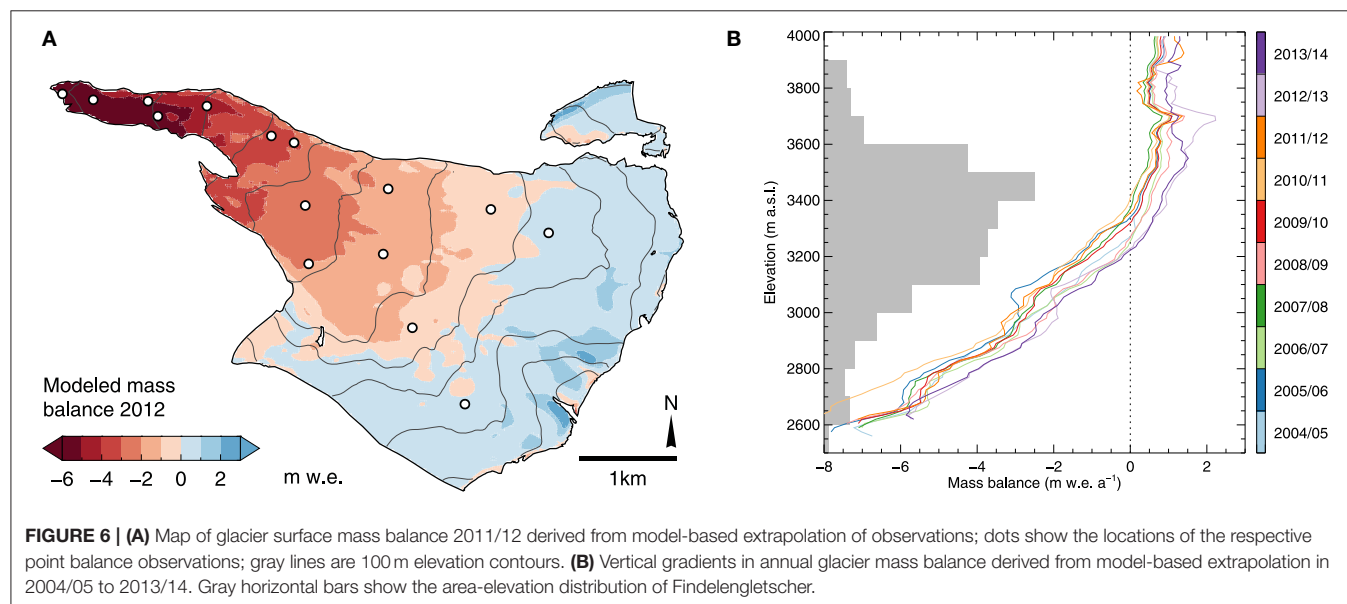 A
Modeled mass
balance 2012
−6 −4 −2 0 2 m w.e.
N
1km
B
4000
3800
3600
3400
3200
3000
2800
2600
Elevation (m a.s.l.)
−8 −6 −4 −2 0 2
Mass balance (m w.e. a⁻¹)
2013/14
2012/13
2011/12
2010/11
2009/10
2008/09
2007/08
2006/07
2005/06
2004/05
FIGURE 6 | (A) Map of glacier surface mass balance 2011/12 derived from model-based extrapolation of observations; dots show the locations of the respective
point balance observations; gray lines are 100 m elevation contours. (B) Vertical gradients in annual glacier mass balance derived from model-based extrapolation in
2004/05 to 2013/14. Gray horizontal bars show the area-elevation distribution of Findelengletscher.